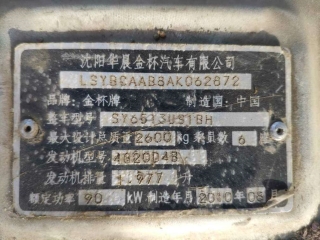 沈阳华晨金杯汽车有限公司
LSYBCAAB8AK062872
品牌：金杯牌 制造国：中国
整车型号 SY6513US1BH
最大设计总质量 2600 kg 乘员数 6
发动机型号 4G20D4B
发动机排量 1.977 升
额定功率 90 kW 制造年月 2010年08